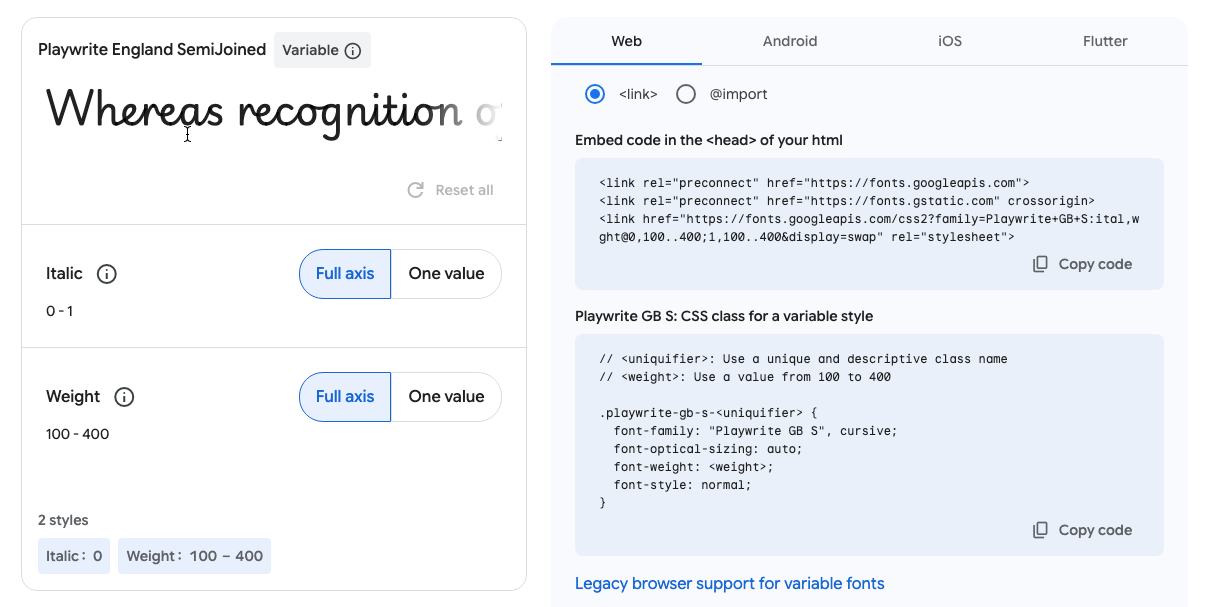 Playwrite England SemiJoined Variable
Whereas recognition o
Reset all
Italic Full axis One value
0 - 1
Weight Full axis One value
100 - 400
2 styles
Italic : 0 Weight : 100 – 400
Web Android iOS Flutter
<link> @import
Embed code in the <head> of your html
<link rel="preconnect" href="https://fonts.googleapis.com">
<link rel="preconnect" href="https://fonts.gstatic.com" crossorigin>
<link href="https://fonts.googleapis.com/css2?family=Playwrite+GB+S:ital,w
ght@0,100..400;1,100..400&display=swap" rel="stylesheet">
Copy code
Playwrite GB S: CSS class for a variable style
// <uniquifier>: Use a unique and descriptive class name
// <weight>: Use a value from 100 to 400
.playwrite-gb-s-<uniquifier> {
font-family: "Playwrite GB S", cursive;
font-optical-sizing: auto;
font-weight: <weight>;
font-style: normal;
}
Copy code
Legacy browser support for variable fonts